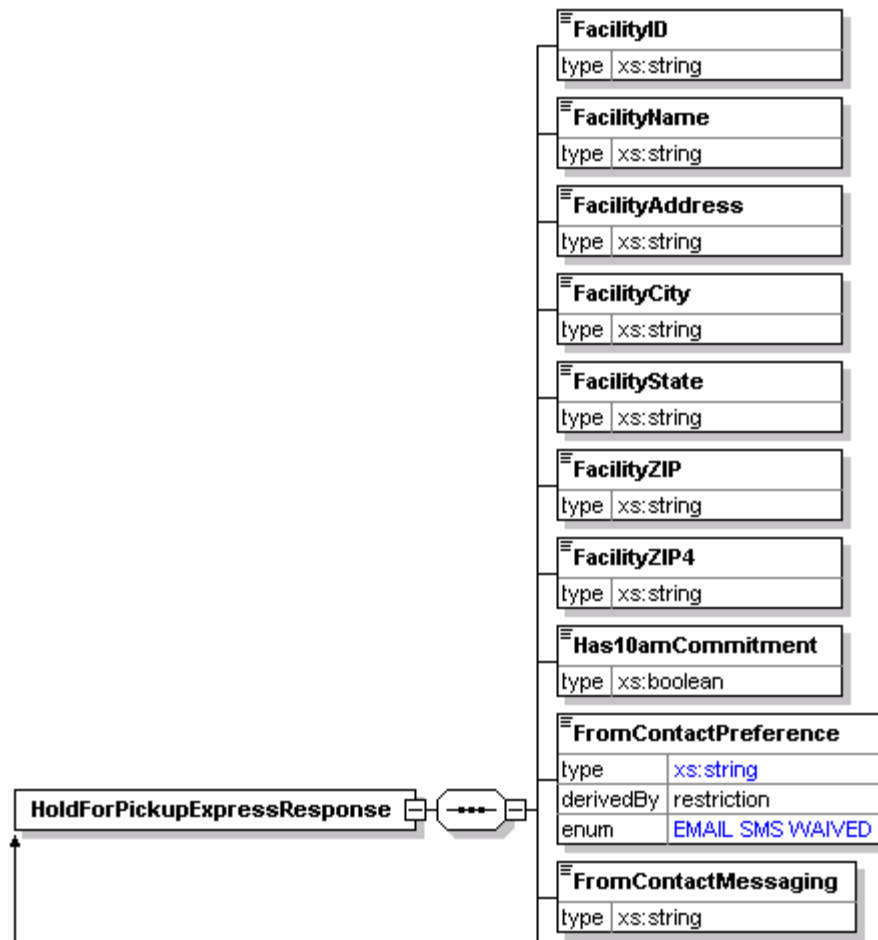 FacilityID
type xs:string
FacilityName
type xs:string
FacilityAddress
type xs:string
FacilityCity
type xs:string
FacilityState
type xs:string
FacilityZIP
type xs:string
FacilityZIP4
type xs:string
Has10amCommitment
type xs:boolean
FromContactPreference
type xs:string
derivedBy restriction
enum EMAIL SMS WAIVED
HoldForPickupExpressResponse
FromContactMessaging
type xs:string